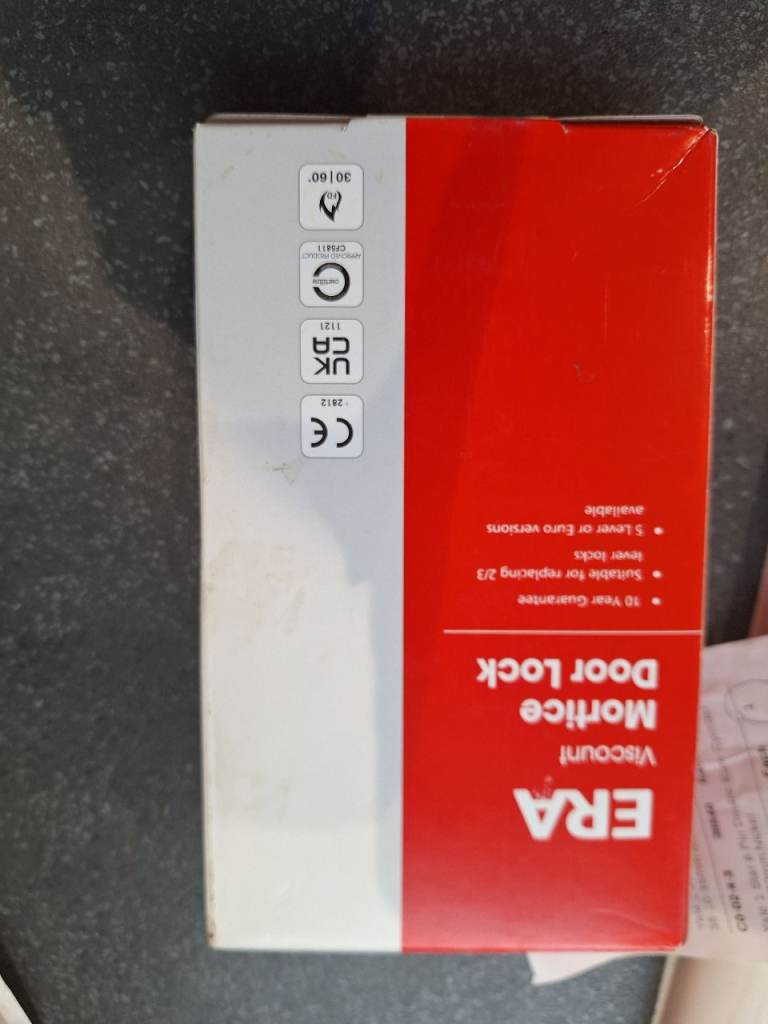 ERA
Viscount
Mortice
Door Lock
• 10 Year Guarantee
• Suitable for replacing 2/3
lever locks
• 5 Lever or Euro versions
available
CE
2812
UK
CA
1121
certifire
APPROVED PRODUCT
CF5811
FD
30|60'